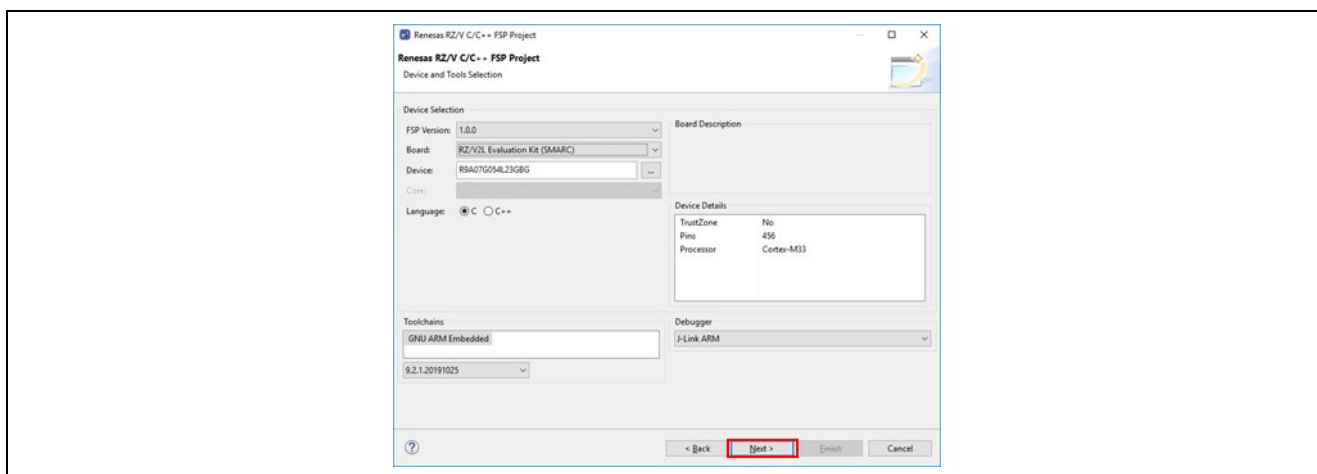 Renesas RZ/V C/C++ FSP Project
Renesas RZ/V C/C++ FSP Project
Device and Tools Selection
Device Selection
FSP Version: 1.0.0
Board: RZ/V2L Evaluation Kit (SMARC)
Device: R9A07G054L23GBG
...
Core:
Language: C C++
Board Description
Device Details
TrustZone No
Pins 456
Processor Cortex-M33
Toolchains
GNU ARM Embedded
9.2.1.20191025
Debugger
J-Link ARM
?
< Back Next > Finish Cancel